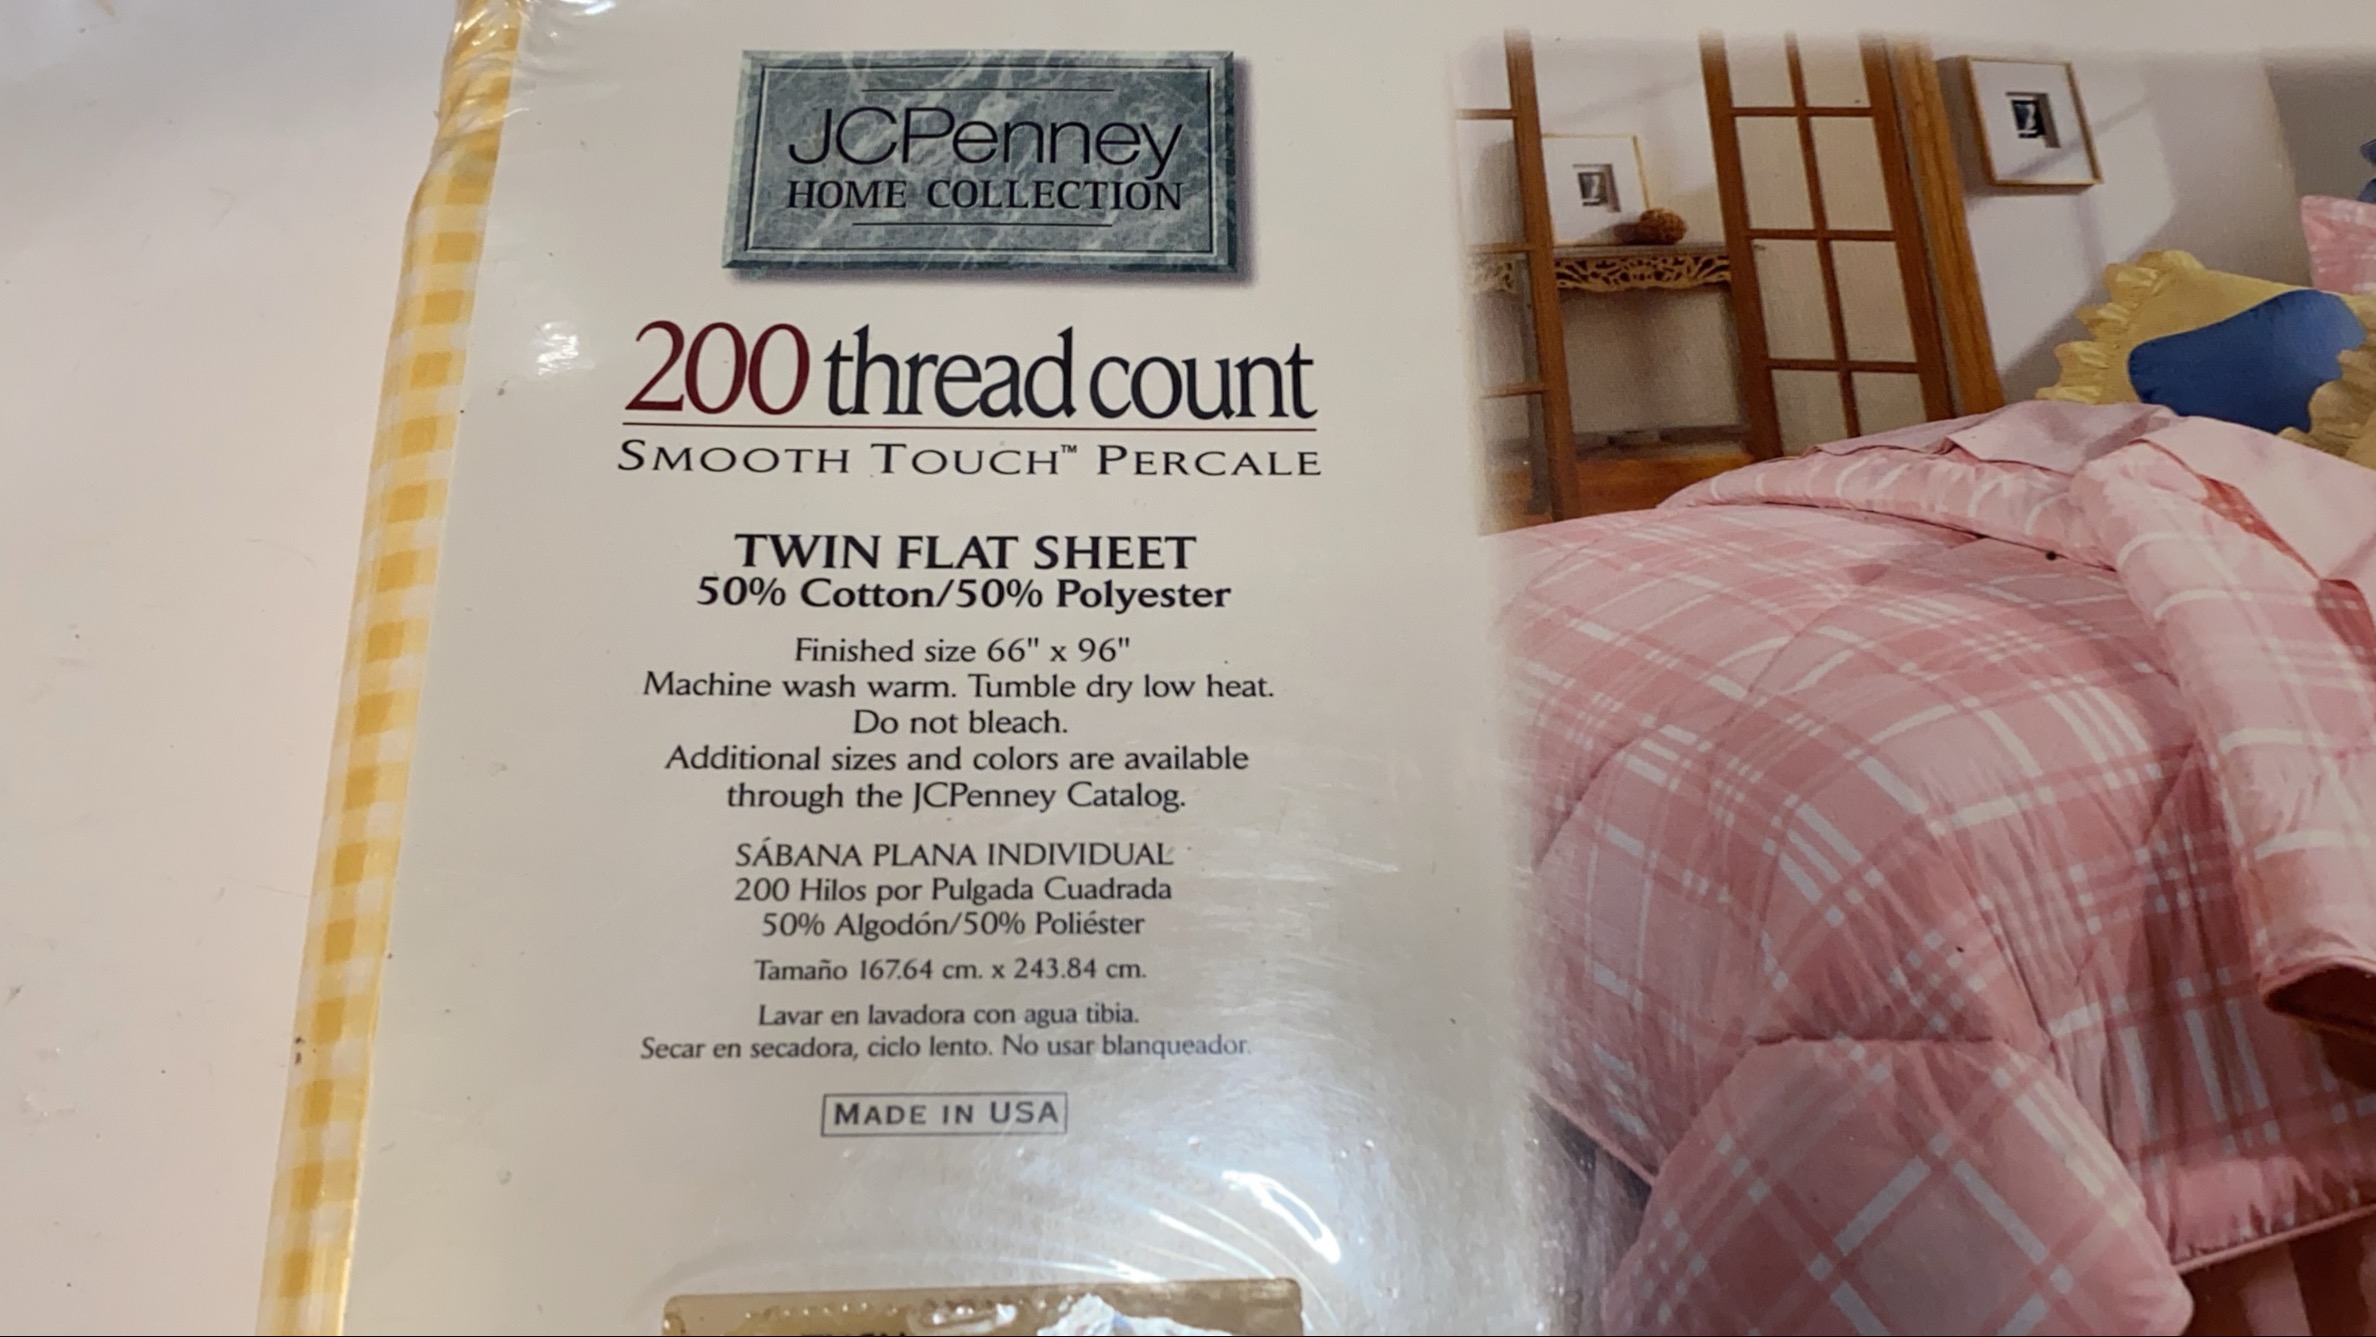 JCPenney
HOME COLLECTION
200 thread count
SMOOTH TOUCH™ PERCALE
TWIN FLAT SHEET
50% Cotton/50% Polyester
Finished size 66" x 96"
Machine wash warm. Tumble dry low heat.
Do not bleach.
Additional sizes and colors are available
through the JCPenney Catalog.
SÁBANA PLANA INDIVIDUAL
200 Hilos por Pulgada Cuadrada
50% Algodón/50% Poliéster
Tamaño 167.64 cm. x 243.84 cm.
Lavar en lavadora con agua tibia.
Secar en secadora, ciclo lento. No usar blanqueador.
MADE IN USA